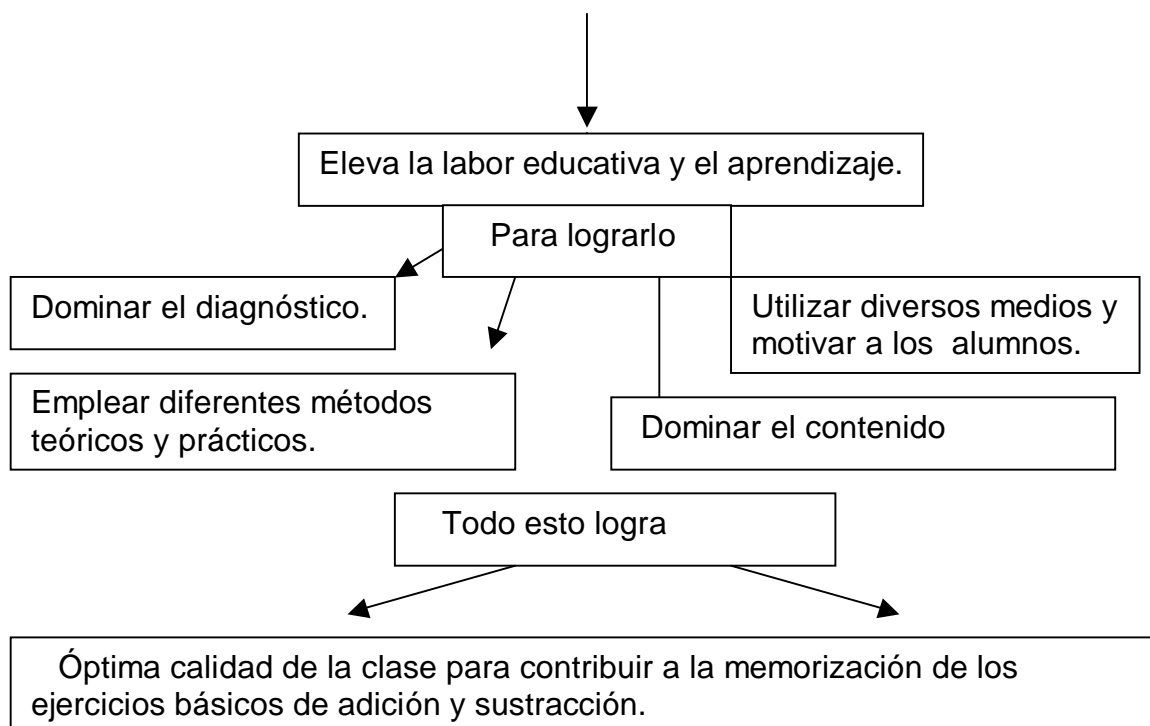 Eleva la labor educativa y el aprendizaje.
Para lograrlo
Dominar el diagnóstico.
Utilizar diversos medios y
motivar a los alumnos.
Emplear diferentes métodos
teóricos y prácticos.
Dominar el contenido
Todo esto logra
Óptima calidad de la clase para contribuir a la memorización de los
ejercicios básicos de adición y sustracción.